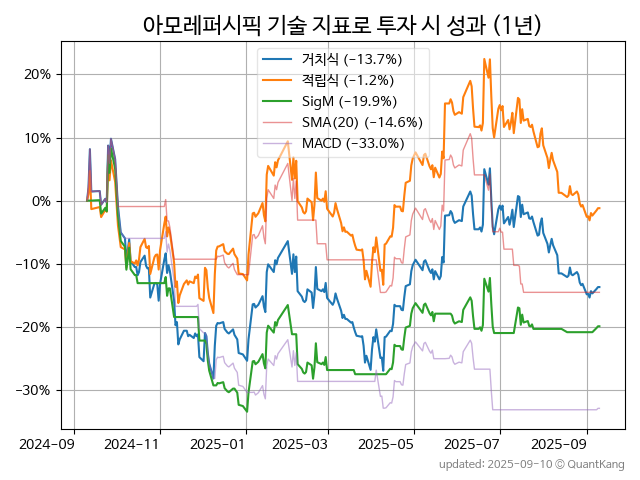 아모레퍼시픽 기술 지표로 투자 시 성과 (1년)
거치식 (−13.7%)
적립식 (−1.2%)
SigM (−19.9%)
SMA(20) (−14.6%)
MACD (−33.0%)
20%
10%
0%
−10%
−20%
−30%
2024-09 2024-11 2025-01 2025-03 2025-05 2025-07 2025-09
updated: 2025-09-10 © QuantKang